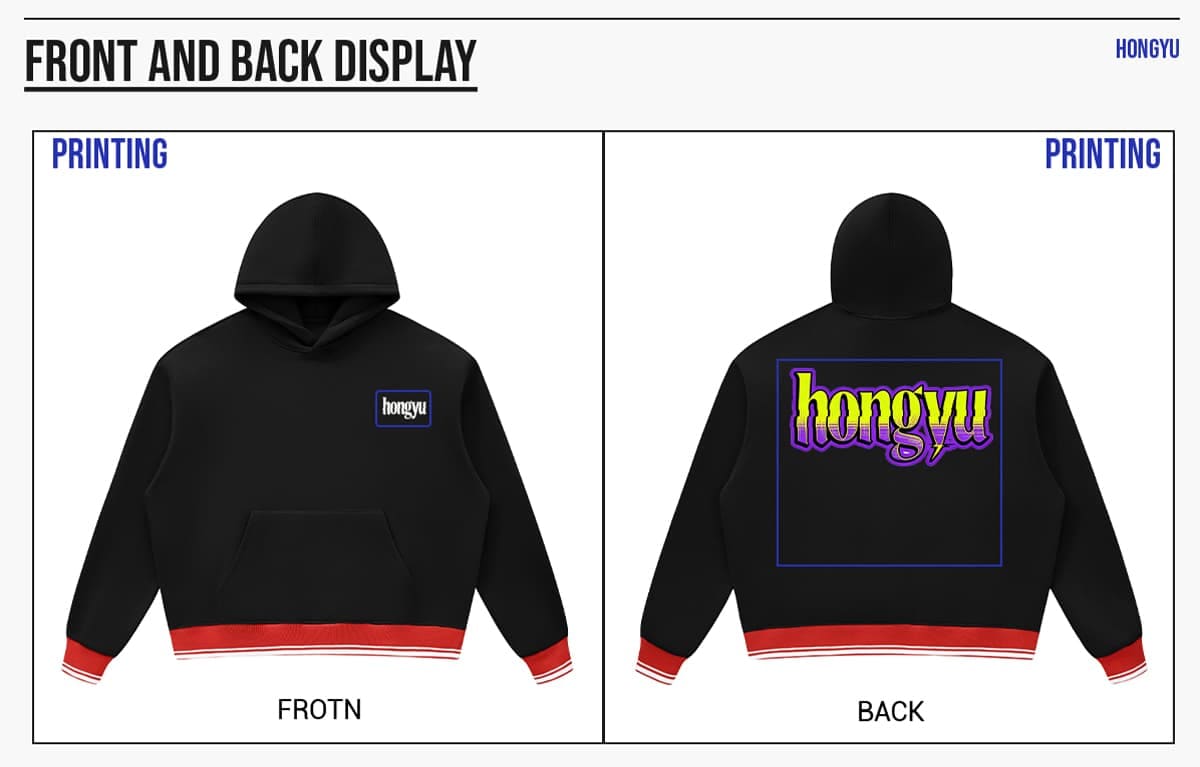 FRONT AND BACK DISPLAY
HONGYU
PRINTING
PRINTING
hongyu
hongyu
FROTN
BACK